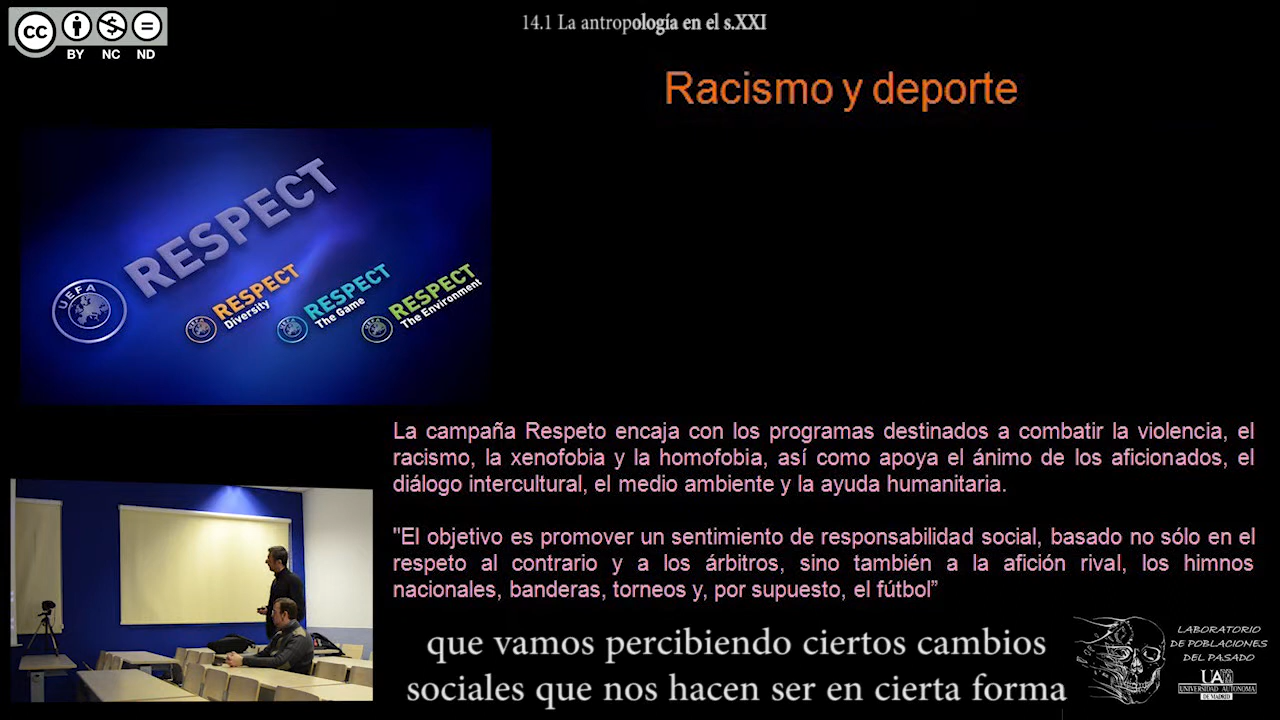 14.1 La antropología en el s.XXI
cc
BY NC ND
Racismo y deporte
RESPECT
UEFA
RESPECT
Diversity
RESPECT
The Game
RESPECT
The Environment
La campaña Respeto encaja con los programas destinados a combatir la violencia, el
racismo, la xenofobia y la homofobia, así como apoya el ánimo de los aficionados, el
diálogo intercultural, el medio ambiente y la ayuda humanitaria.
"El objetivo es promover un sentimiento de responsabilidad social, basado no sólo en el
respeto al contrario y a los árbitros, sino también a la afición rival, los himnos
nacionales, banderas, torneos y, por supuesto, el fútbol”
que vamos percibiendo ciertos cambios
sociales que nos hacen ser en cierta forma
LABORATORIO
DE POBLACIONES
DEL PASADO
UAM
UNIVERSIDAD AUTONOMA
DE MADRID